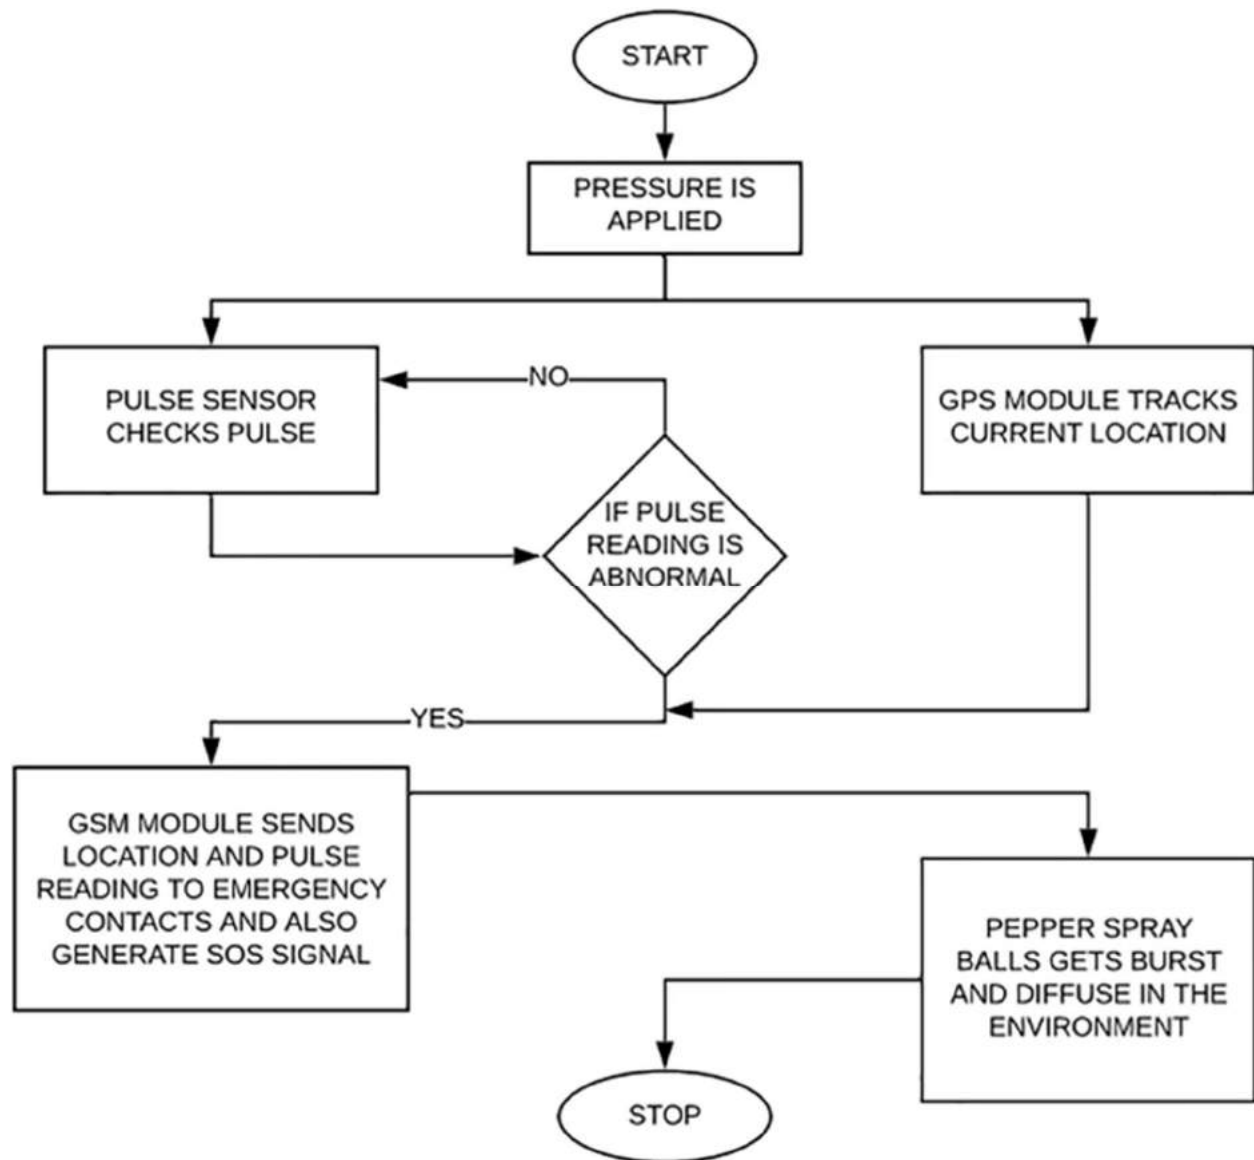 START
PRESSURE IS
APPLIED
PULSE SENSOR
CHECKS PULSE
NO
GPS MODULE TRACKS
CURRENT LOCATION
IF PULSE
READING IS
ABNORMAL
YES
GSM MODULE SENDS
LOCATION AND PULSE
READING TO EMERGENCY
CONTACTS AND ALSO
GENERATE SOS SIGNAL
PEPPER SPRAY
BALLS GETS BURST
AND DIFFUSE IN THE
ENVIRONMENT
STOP